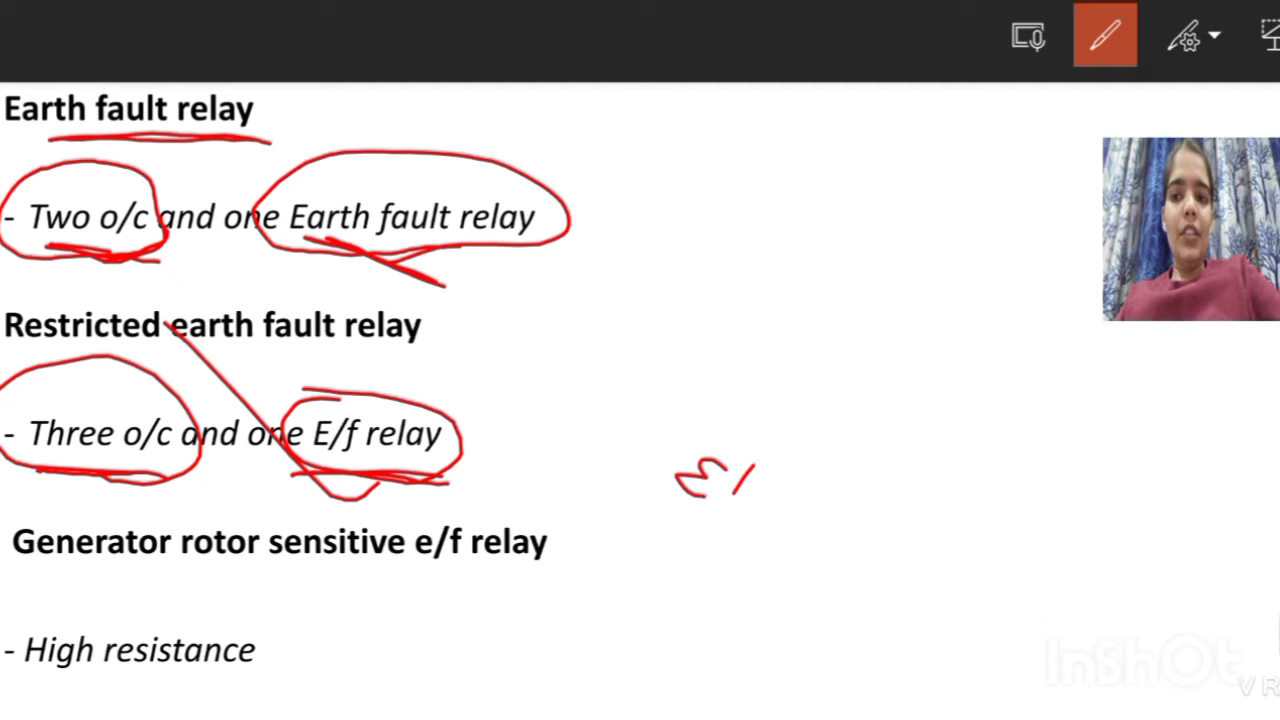 Earth fault relay
- Two o/c and one Earth fault relay
Restricted earth fault relay
- Three o/c and one E/f relay
Generator rotor sensitive e/f relay
- High resistance
InShOt
V R